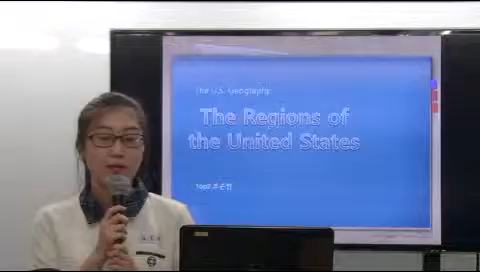 The U.S. Geography
The Regions of
the United States